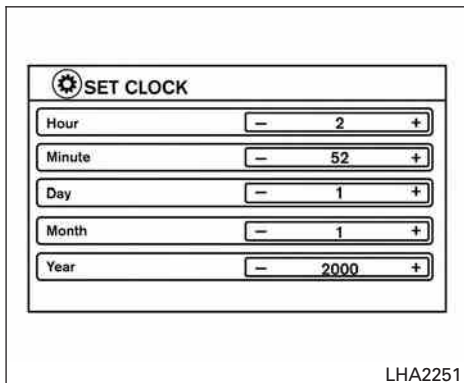 SET CLOCK
Hour − 2 +
Minute − 52 +
Day − 1 +
Month − 1 +
Year − 2000 +
LHA2251